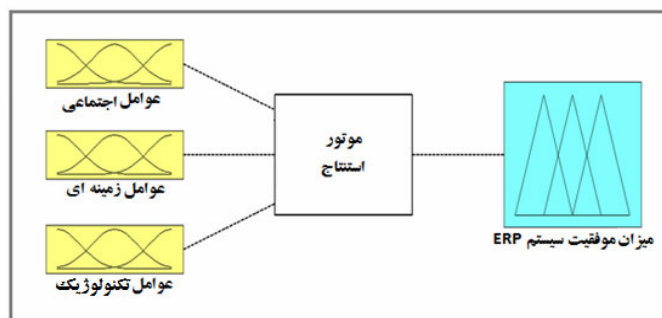 عوامل اجتماعی
عوامل زمینه ای
عوامل تکنولوژیک
موتور
استنتاج
میزان موفقیت سیستم ERP